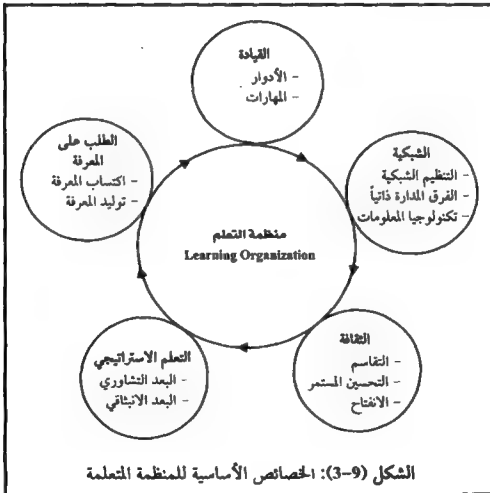 القيادة
- الأدوار
- المهارات
الشبكية
- التنظيم الشبكية
- الفرق المدارة ذاتياً
- تكنولوجيا المعلومات
الثقافة
- التقاسم
- التحسين المستمر
- الانفتاح
التعلم الاستراتيجي
- البعد التشاوري
- البعد الانبثاقي
الطلب على
المعرفة
- اكتساب المعرفة
- توليد المعرفة
منظمة التعلم
Learning Organization
الشكل (9-3): الخصائص الأساسية للمنظمة المتعلمة